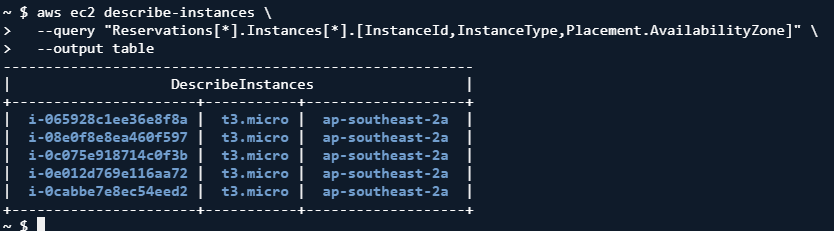 ~ $ aws ec2 describe-instances \
>   --query "Reservations[*].Instances[*].[InstanceId,InstanceType,Placement.AvailabilityZone]" \
>   --output table
-------------------------------------------------------
|                  DescribeInstances                  |
+----------------------+-----------+------------------+
|  i-065928c1ee36e8f8a |  t3.micro |  ap-southeast-2a |
|  i-08e0f8e8ea460f597 |  t3.micro |  ap-southeast-2a |
|  i-0c075e918714c0f3b |  t3.micro |  ap-southeast-2a |
|  i-0e012d769e116aa72 |  t3.micro |  ap-southeast-2a |
|  i-0cabbe7e8ec54eed2 |  t3.micro |  ap-southeast-2a |
+----------------------+-----------+------------------+
~ $